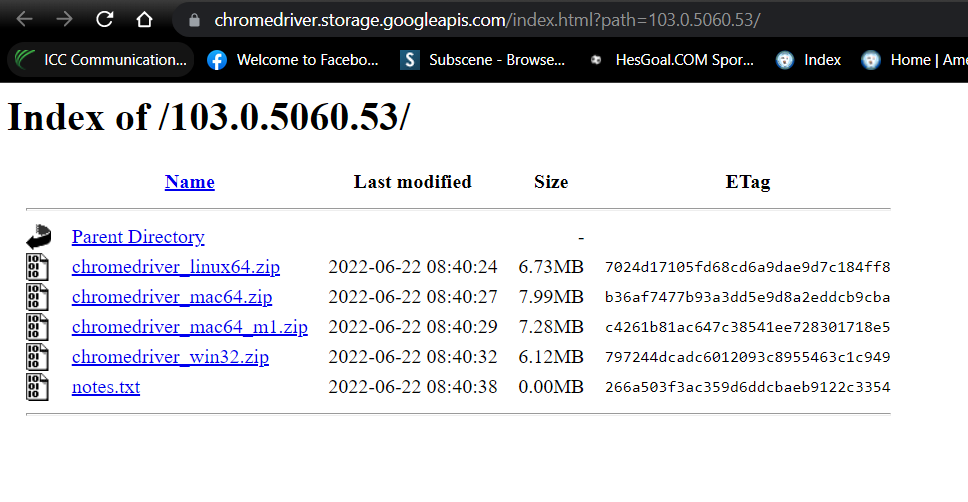 chromedriver.storage.googleapis.com/index.html?path=103.0.5060.53/
ICC Communication... Welcome to Facebo... Subscene - Browse... HesGoal.COM Spor... Index Home | Ame
Index of /103.0.5060.53/
Name Last modified Size ETag
Parent Directory -
chromedriver_linux64.zip 2022-06-22 08:40:24 6.73MB 7024d17105fd68cd6a9dae9d7c184ff8
chromedriver_mac64.zip 2022-06-22 08:40:27 7.99MB b36af7477b93a3dd5e9d8a2eddcb9cba
chromedriver_mac64_m1.zip 2022-06-22 08:40:29 7.28MB c4261b81ac647c38541ee728301718e5
chromedriver_win32.zip 2022-06-22 08:40:32 6.12MB 797244dcadc6012093c8955463c1c949
notes.txt 2022-06-22 08:40:38 0.00MB 266a503f3ac359d6ddcbaeb9122c3354